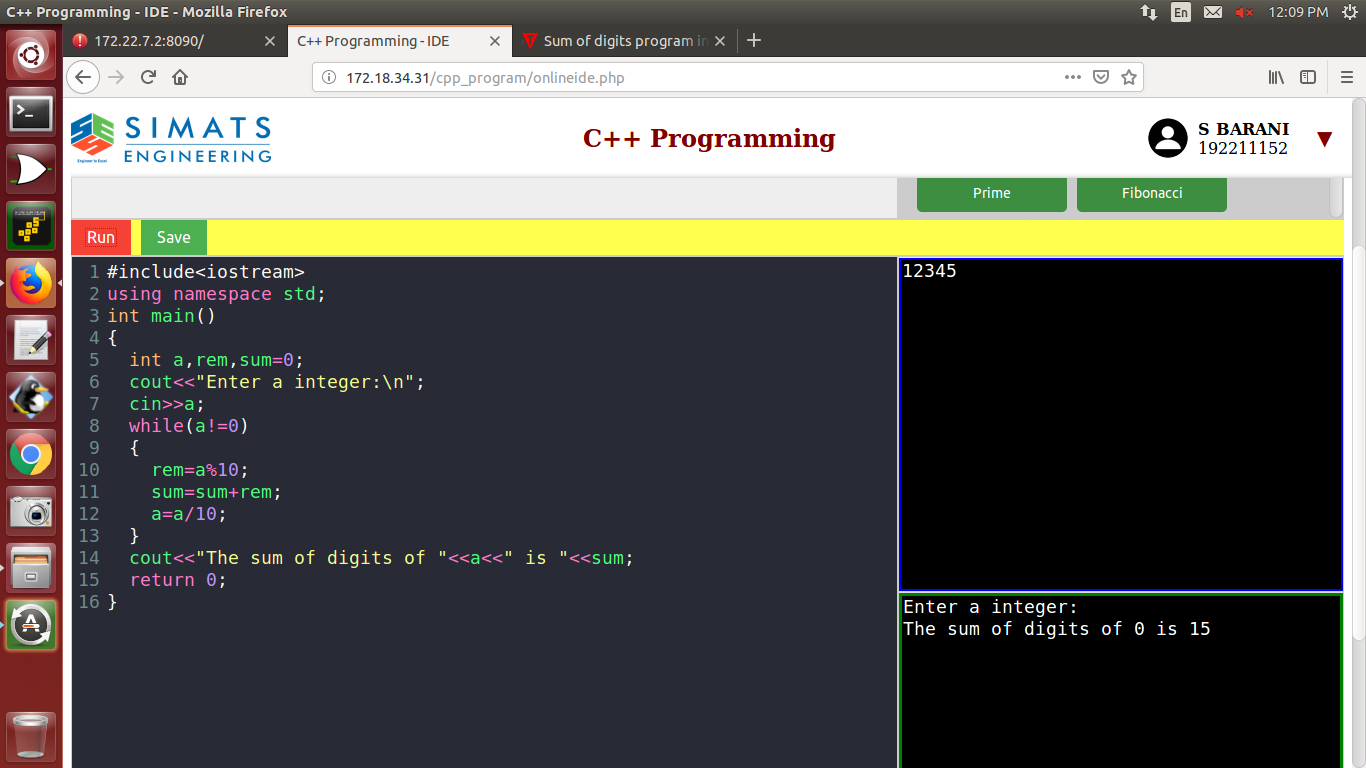 C++ Programming - IDE - Mozilla Firefox
En
12:09 PM
172.22.7.2:8090/
C++ Programming - IDE
Sum of digits program in
172.18.34.31/cpp_program/onlineide.php
SIMATS
ENGINEERING
Engineer to Excel
C++ Programming
S BARANI
192211152
Prime
Fibonacci
Run
Save
1 #include<iostream>
2 using namespace std;
3 int main()
4 {
5   int a,rem,sum=0;
6   cout<<"Enter a integer:\n";
7   cin>>a;
8   while(a!=0)
9   {
10     rem=a%10;
11     sum=sum+rem;
12     a=a/10;
13   }
14   cout<<"The sum of digits of "<<a<<" is "<<sum;
15   return 0;
16 }
12345
Enter a integer:
The sum of digits of 0 is 15